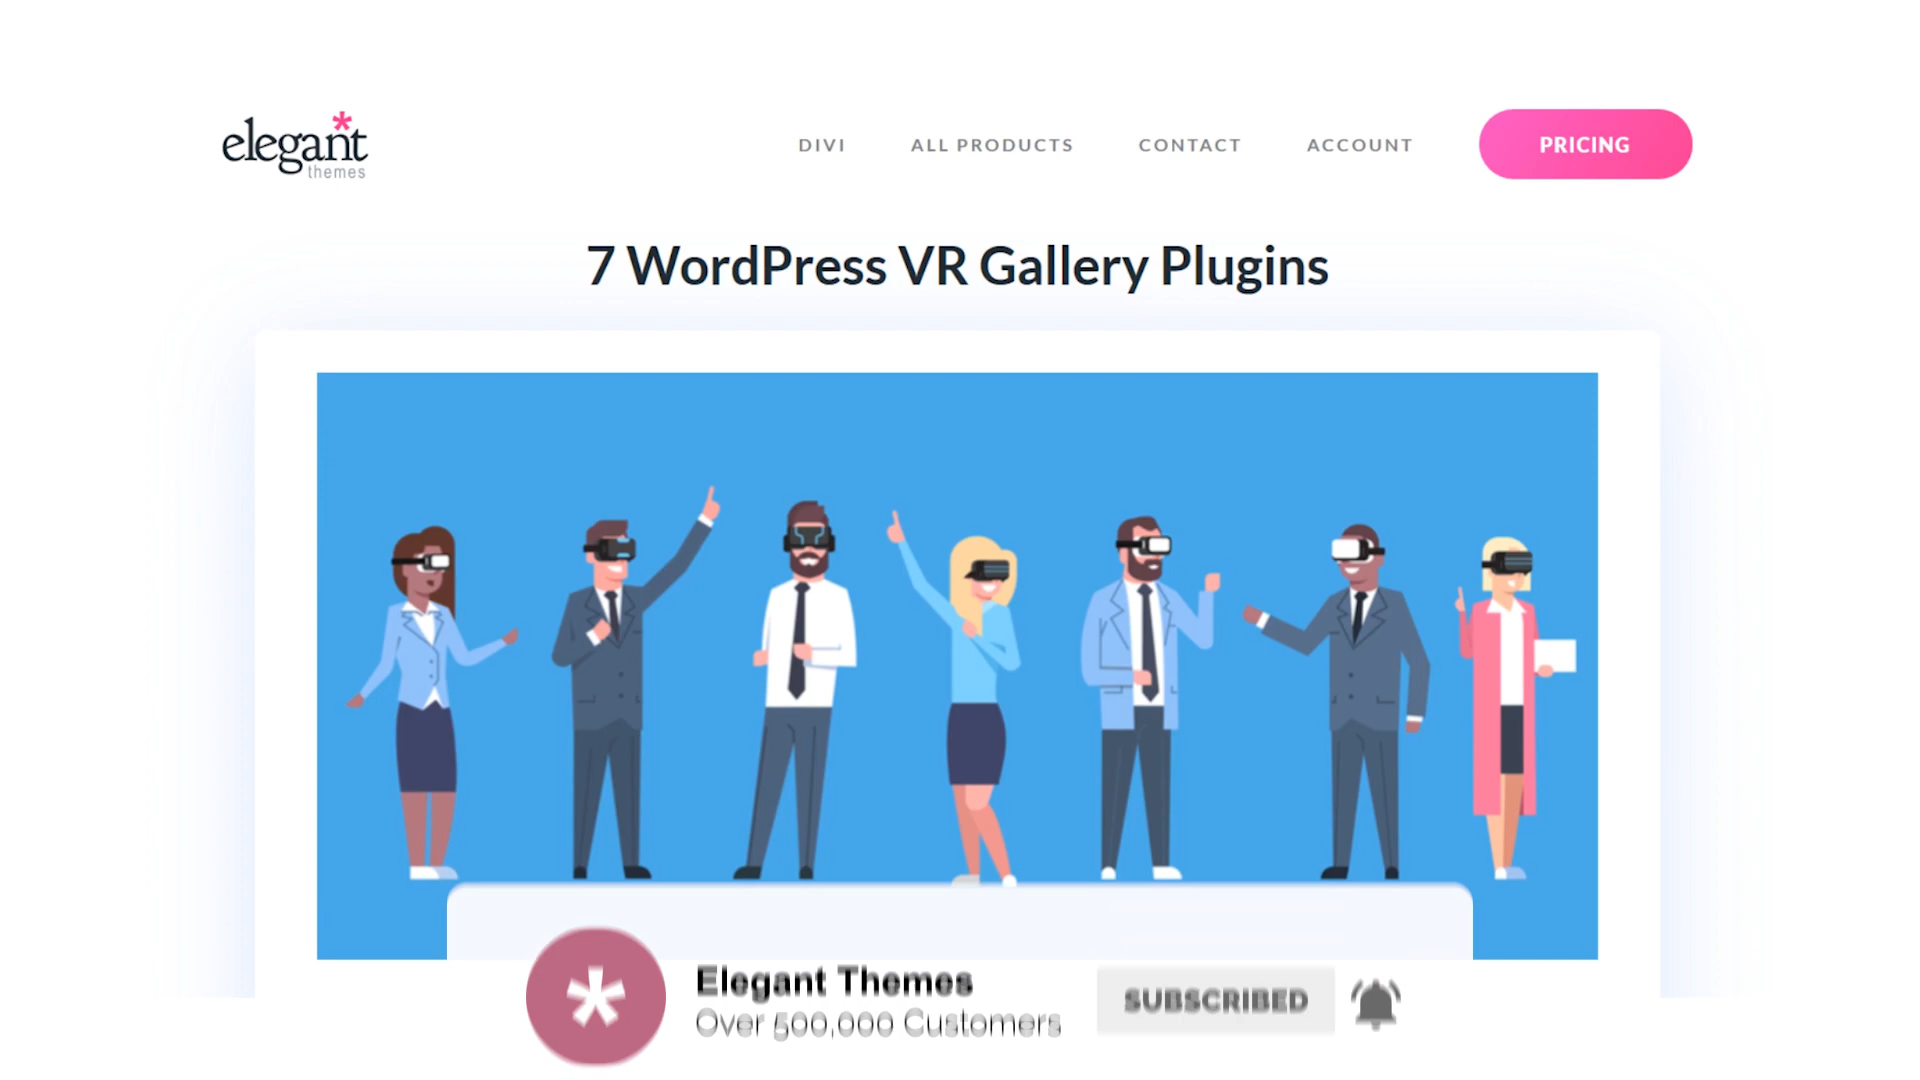 elegant*
themes
DIVI
ALL PRODUCTS
CONTACT
ACCOUNT
PRICING
7 WordPress VR Gallery Plugins
*
Elegant Themes
Over 500,000 Customers
SUBSCRIBED